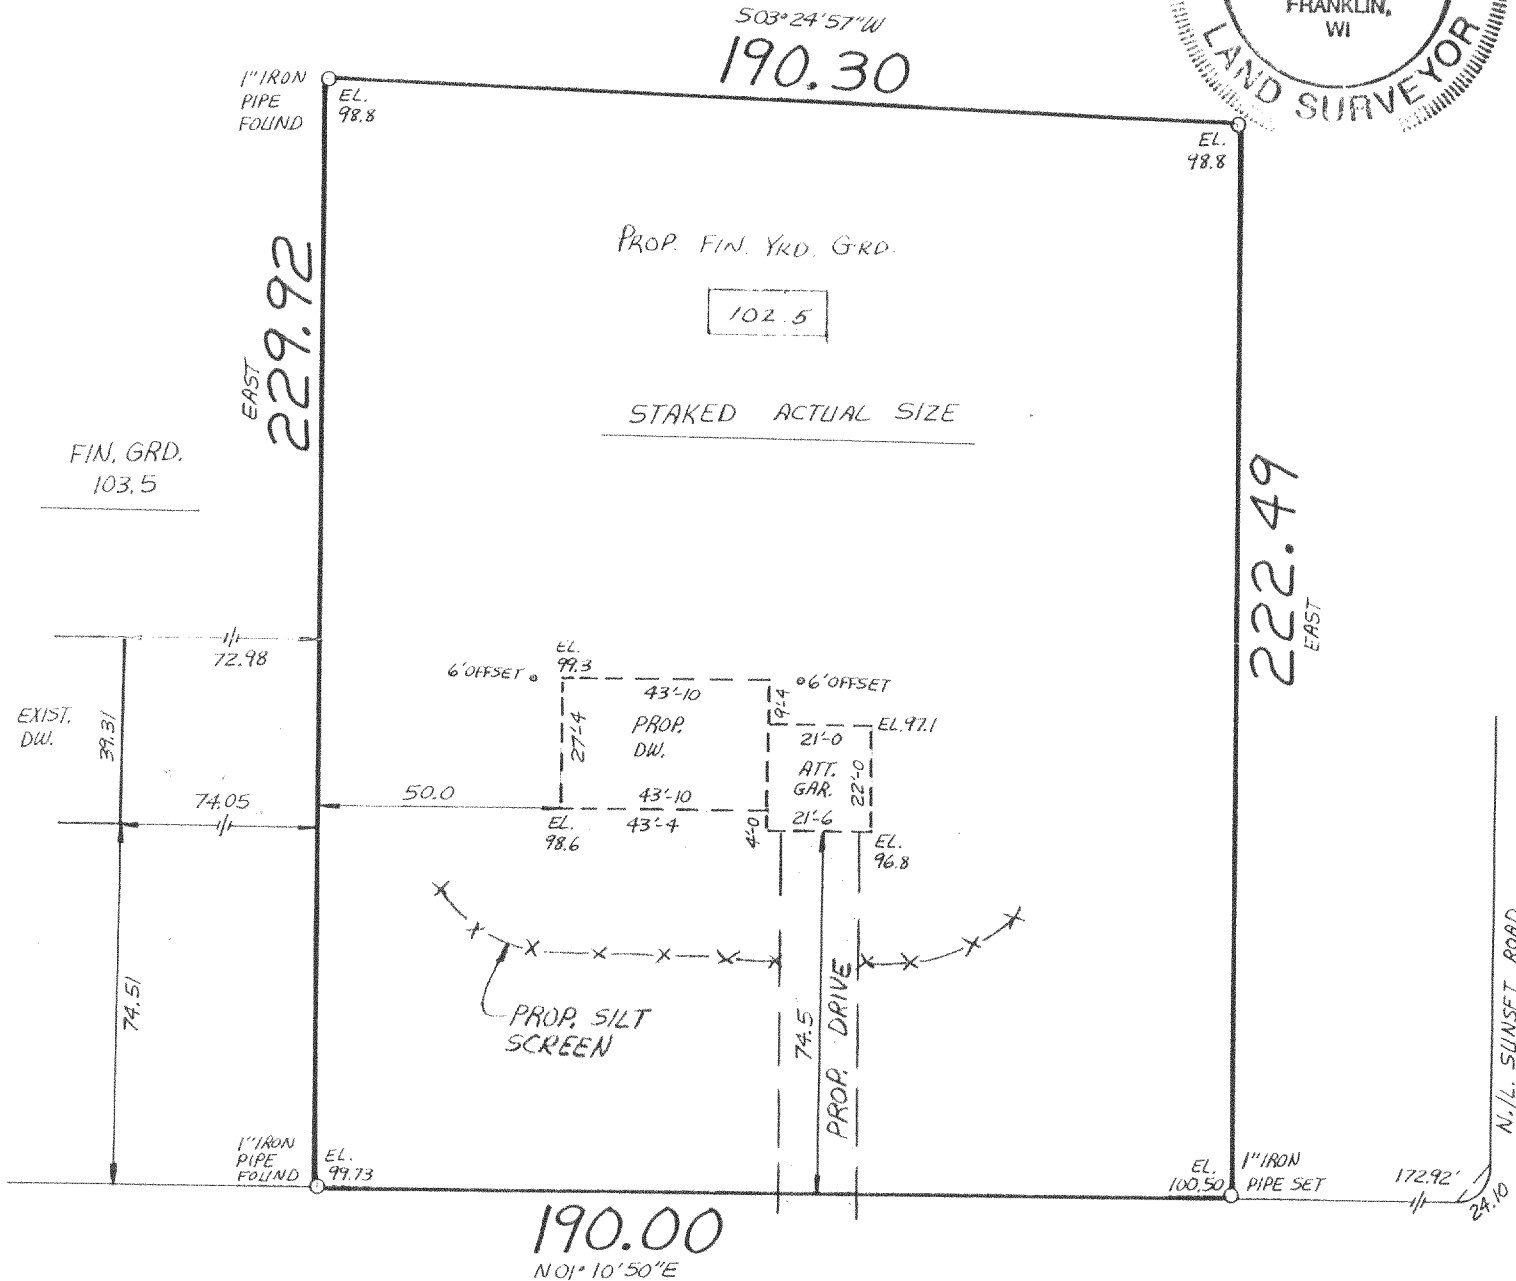 S03°24'57"W
190.30
FRANKLIN,
WI
LAND SURVEYOR
1" IRON
PIPE
FOUND
EL.
98.8
EL.
98.8
PROP. FIN. YRD. GRD.
102.5
STAKED ACTUAL SIZE
EAST
229.92
222.49
EAST
FIN. GRD.
103.5
72.98
EXIST.
DW.
39.31
74.05
50.0
6' OFFSET
EL.
99.3
43'-10
6' OFFSET
9'-4
27'-4
PROP.
DW.
EL. 97.1
21'-0
ATT.
GAR.
22'-0
43'-10
EL.
98.6
43'-4
4'-0
21'-6
EL.
96.8
74.51
PROP. SILT
SCREEN
74.5
PROP. DRIVE
N./L. SUNSET ROAD
1" IRON
PIPE
FOUND
EL.
99.73
EL.
100.50
1" IRON
PIPE SET
172.92'
24.10
190.00
N01°10'50"E